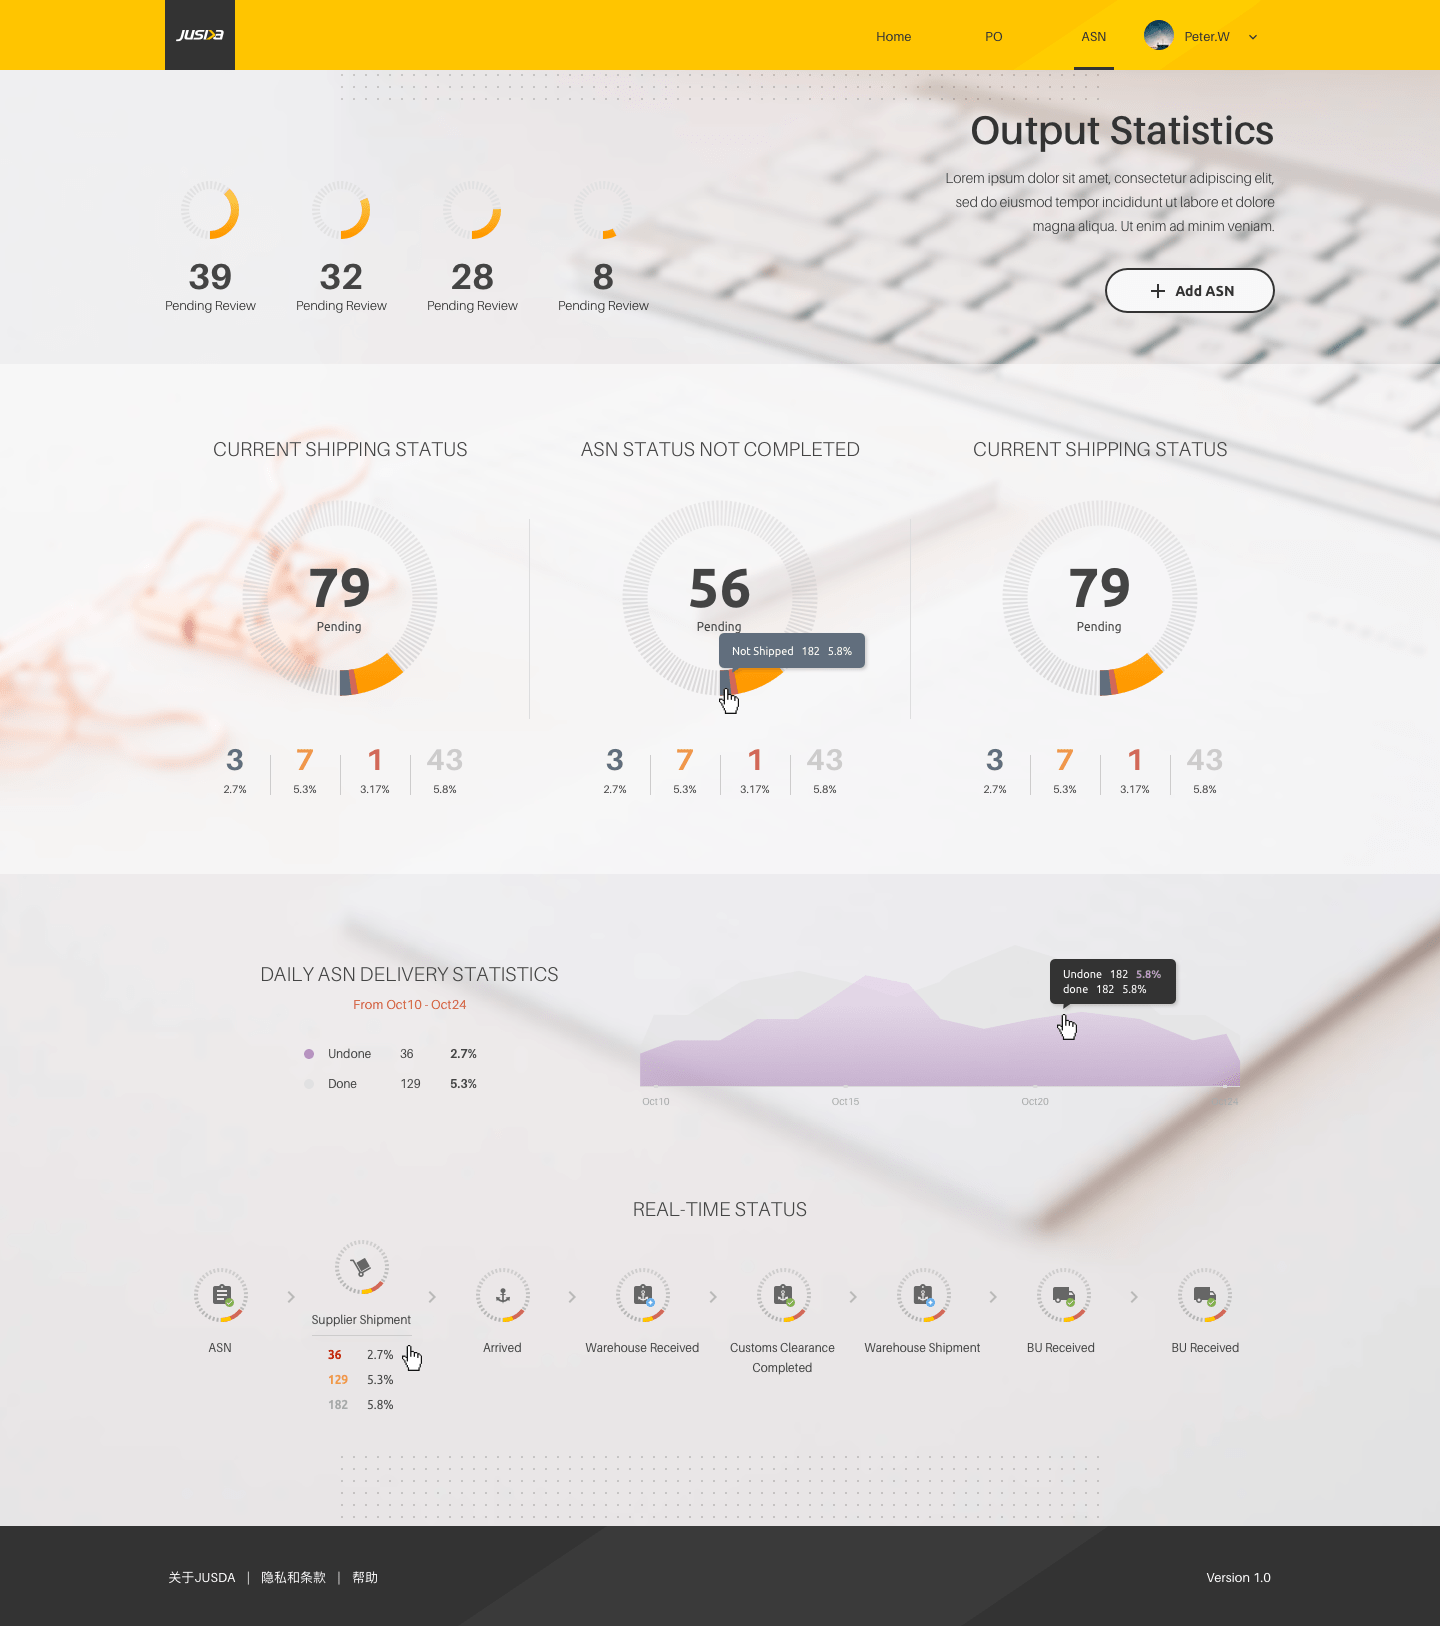 JUSDA
Home
PO
ASN
Peter.W
Output Statistics
Lorem ipsum dolor sit amet, consectetur adipiscing elit,
sed do eiusmod tempor incididunt ut labore et dolore
magna aliqua. Ut enim ad minim veniam.
Add ASN
39
Pending Review
32
Pending Review
28
Pending Review
8
Pending Review
CURRENT SHIPPING STATUS
79
Pending
3 7 1 43
2.7% 5.3% 3.17% 5.8%
ASN STATUS NOT COMPLETED
56
Pending
Not Shipped 182 5.8%
3 7 1 43
2.7% 5.3% 3.17% 5.8%
CURRENT SHIPPING STATUS
79
Pending
3 7 1 43
2.7% 5.3% 3.17% 5.8%
DAILY ASN DELIVERY STATISTICS
From Oct10 - Oct24
Undone 36 2.7%
Done 129 5.3%
Undone 182 5.8%
done 182 5.8%
Oct10 Oct15 Oct20
REAL-TIME STATUS
ASN
Supplier Shipment
36 2.7%
129 5.3%
182 5.8%
Arrived
Warehouse Received
Customs Clearance
Completed
Warehouse Shipment
BU Received
BU Received
关于JUSDA | 隐私和条款 | 帮助
Version 1.0